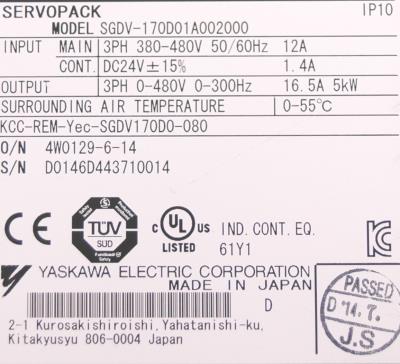 SERVOPACK IP10
MODEL SGDV-170D01A002000
INPUT MAIN 3PH 380-480V 50/60Hz 12A
CONT. DC24V±15% 1.4A
OUTPUT 3PH 0-480V 0-300Hz 16.5A 5kW
SURROUNDING AIR TEMPERATURE 0-55℃
KCC-REM-Yec-SGDV170D0-080
O/N 4W0129-6-14
S/N D0146D443710014
CE
TÜV
SÜD
Functional Safety
C UL US
LISTED
IND. CONT. EQ.
61Y1
YASKAWA ELECTRIC CORPORATION
MADE IN JAPAN
D
PASSED
D '14.7.
J.S
2-1 Kurosakishiroishi, Yahatanishi-ku,
Kitakyusyu 806-0004 Japan